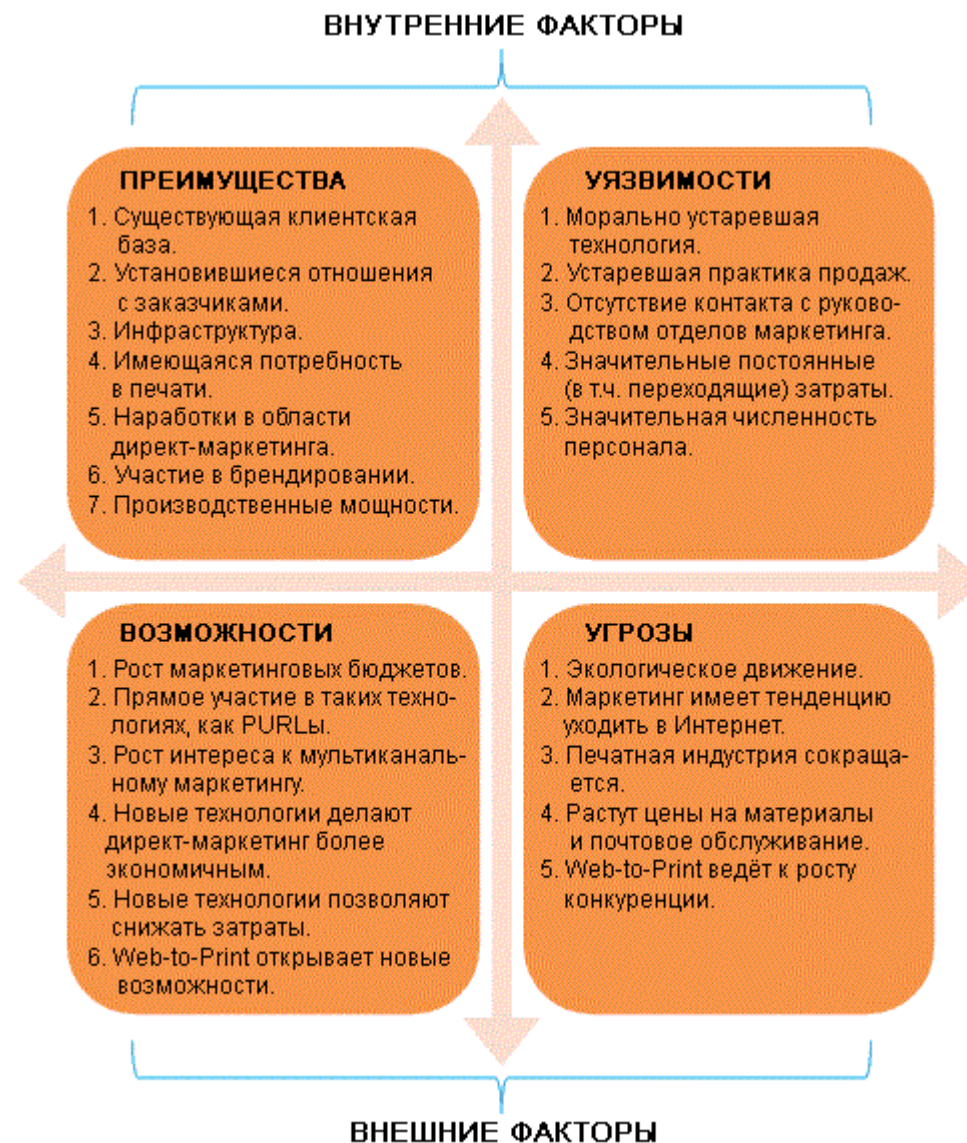 ВНУТРЕННИЕ ФАКТОРЫ
ПРЕИМУЩЕСТВА
1. Существующая клиентская
база.
2. Установившиеся отношения
с заказчиками.
3. Инфраструктура.
4. Имеющаяся потребность
в печати.
5. Наработки в области
директ-маркетинга.
6. Участие в брендировании.
7. Производственные мощности.
УЯЗВИМОСТИ
1. Морально устаревшая
технология.
2. Устаревшая практика продаж.
3. Отсутствие контакта с руково-
дством отделов маркетинга.
4. Значительные постоянные
(в т.ч. переходящие) затраты.
5. Значительная численность
персонала.
ВОЗМОЖНОСТИ
1. Рост маркетинговых бюджетов.
2. Прямое участие в таких техно-
логиях, как PURLы.
3. Рост интереса к мультиканаль-
ному маркетингу.
4. Новые технологии делают
директ-маркетинг более
экономичным.
5. Новые технологии позволяют
снижать затраты.
6. Web-to-Print открывает новые
возможности.
УГРОЗЫ
1. Экологическое движение.
2. Маркетинг имеет тенденцию
уходить в Интернет.
3. Печатная индустрия сокраща-
ется.
4. Растут цены на материалы
и почтовое обслуживание.
5. Web-to-Print ведёт к росту
конкуренции.
ВНЕШНИЕ ФАКТОРЫ